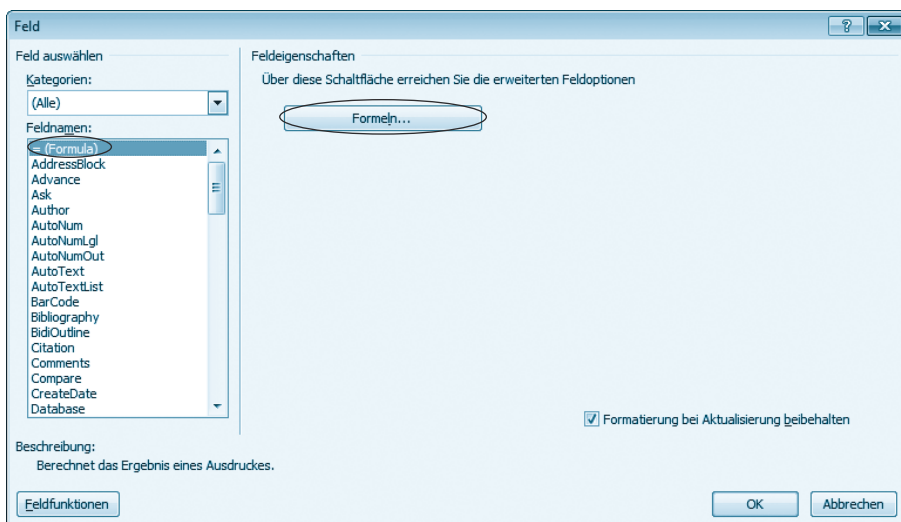 Feld
Feld auswählen
Kategorien:
(Alle)
Feldnamen:
= (Formula)
AddressBlock
Advance
Ask
Author
AutoNum
AutoNumLgl
AutoNumOut
AutoText
AutoTextList
BarCode
Bibliography
BidiOutline
Citation
Comments
Compare
CreateDate
Database
Feldeigenschaften
Über diese Schaltfläche erreichen Sie die erweiterten Feldoptionen
Formeln...
Formatierung bei Aktualisierung beibehalten
Beschreibung:
Berechnet das Ergebnis eines Ausdruckes.
Feldfunktionen
OK
Abbrechen